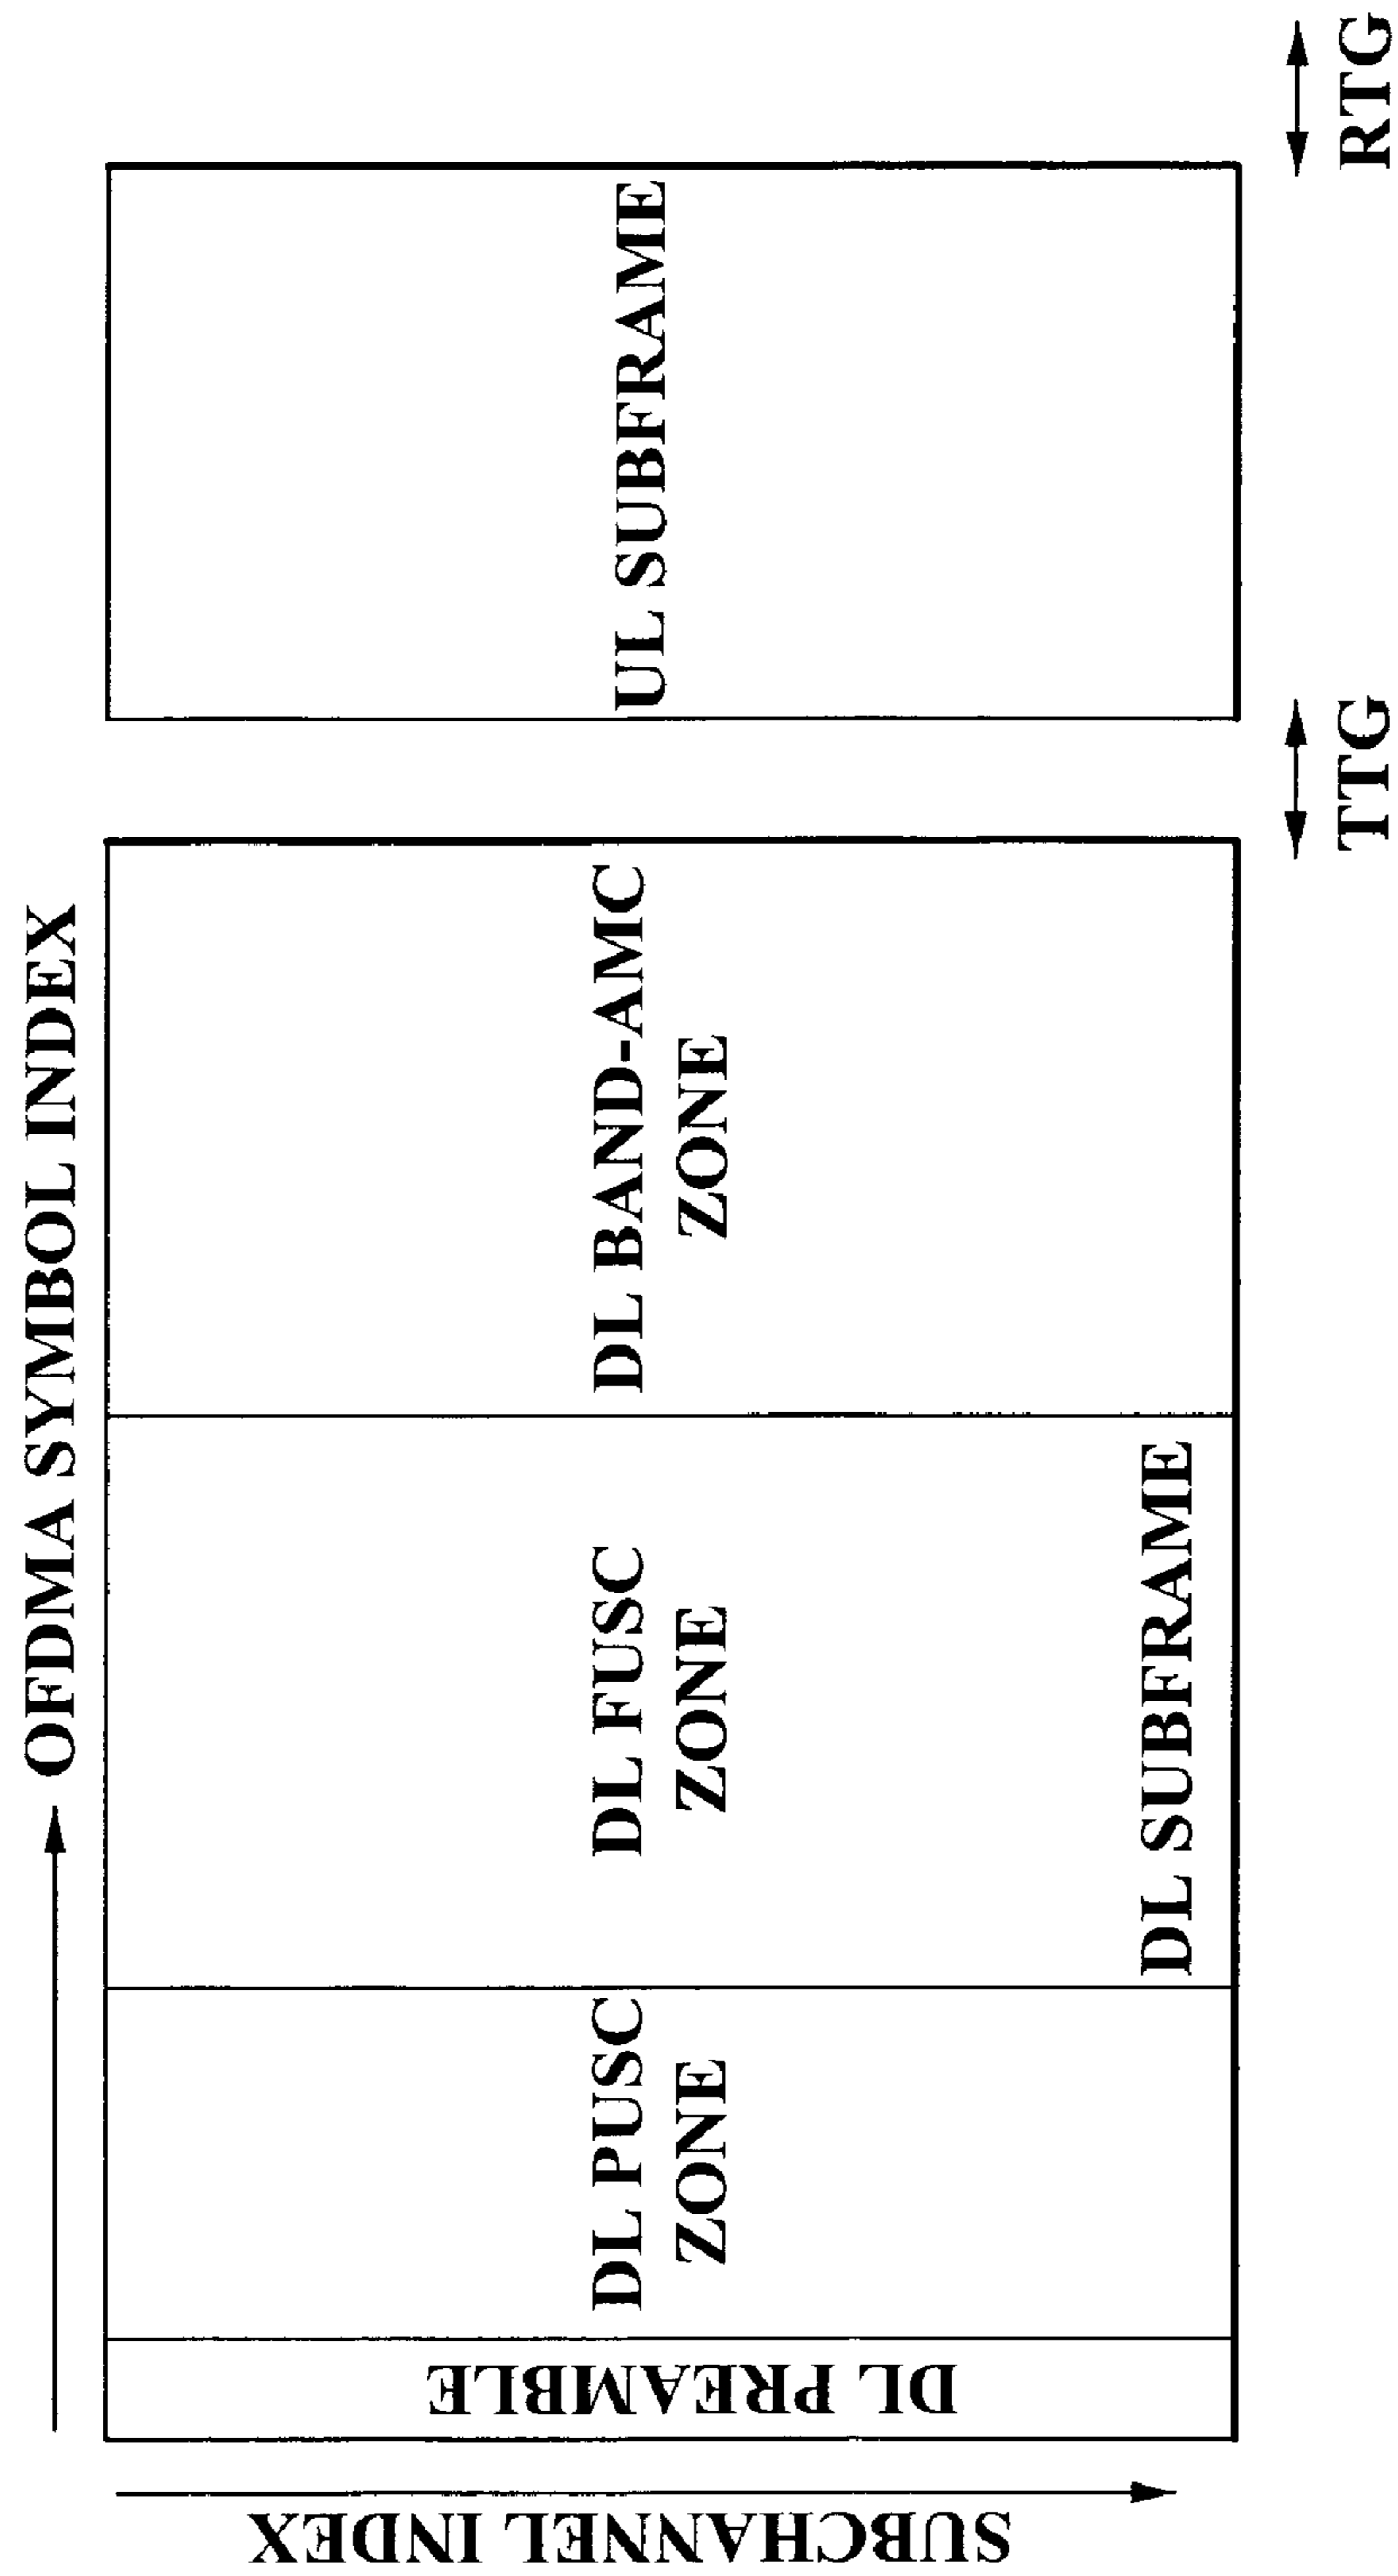 OFDMA SYMBOL INDEX
SUBCHANNEL INDEX
DL PREAMBLE
DL PUSC
ZONE
DL FUSC
ZONE
DL BAND-AMC
ZONE
UL SUBFRAME
DL SUBFRAME
TTG
RTG